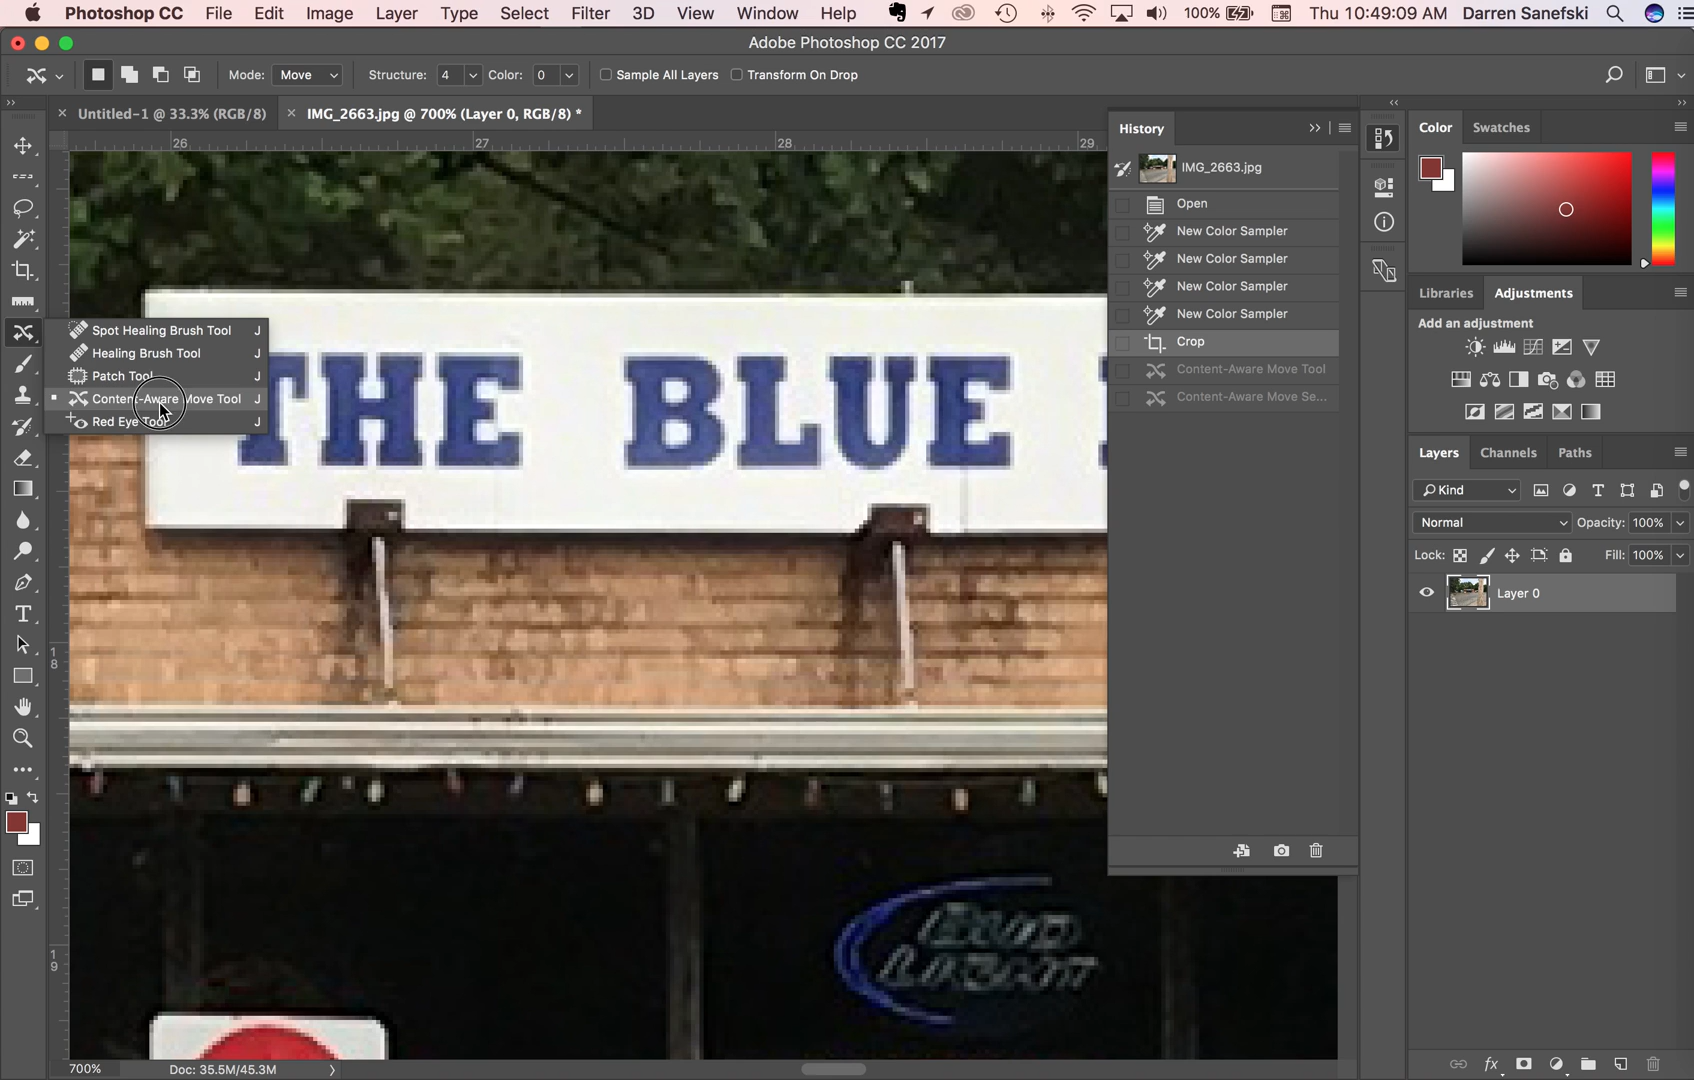 Photoshop CC File Edit Image Layer Type Select Filter 3D View Window Help 100% Thu 10:49:09 AM Darren Sanefski
Adobe Photoshop CC 2017
Mode: Move Structure: 4 Color: 0 Sample All Layers Transform On Drop
Untitled-1 @ 33.3% (RGB/8) IMG_2663.jpg @ 700% (Layer 0, RGB/8) *
26 27 28 29
History
IMG_2663.jpg
Open
New Color Sampler
New Color Sampler
New Color Sampler
New Color Sampler
Crop
Content-Aware Move Tool
Content-Aware Move Se...
Spot Healing Brush Tool J
Healing Brush Tool J
Patch Tool J
Content-Aware Move Tool J
Red Eye Tool J
THE BLUE
18
19
Color Swatches
Libraries Adjustments
Add an adjustment
Layers Channels Paths
Kind
Normal Opacity: 100%
Lock: Fill: 100%
Layer 0
fx
700% Doc: 35.5M/45.3M